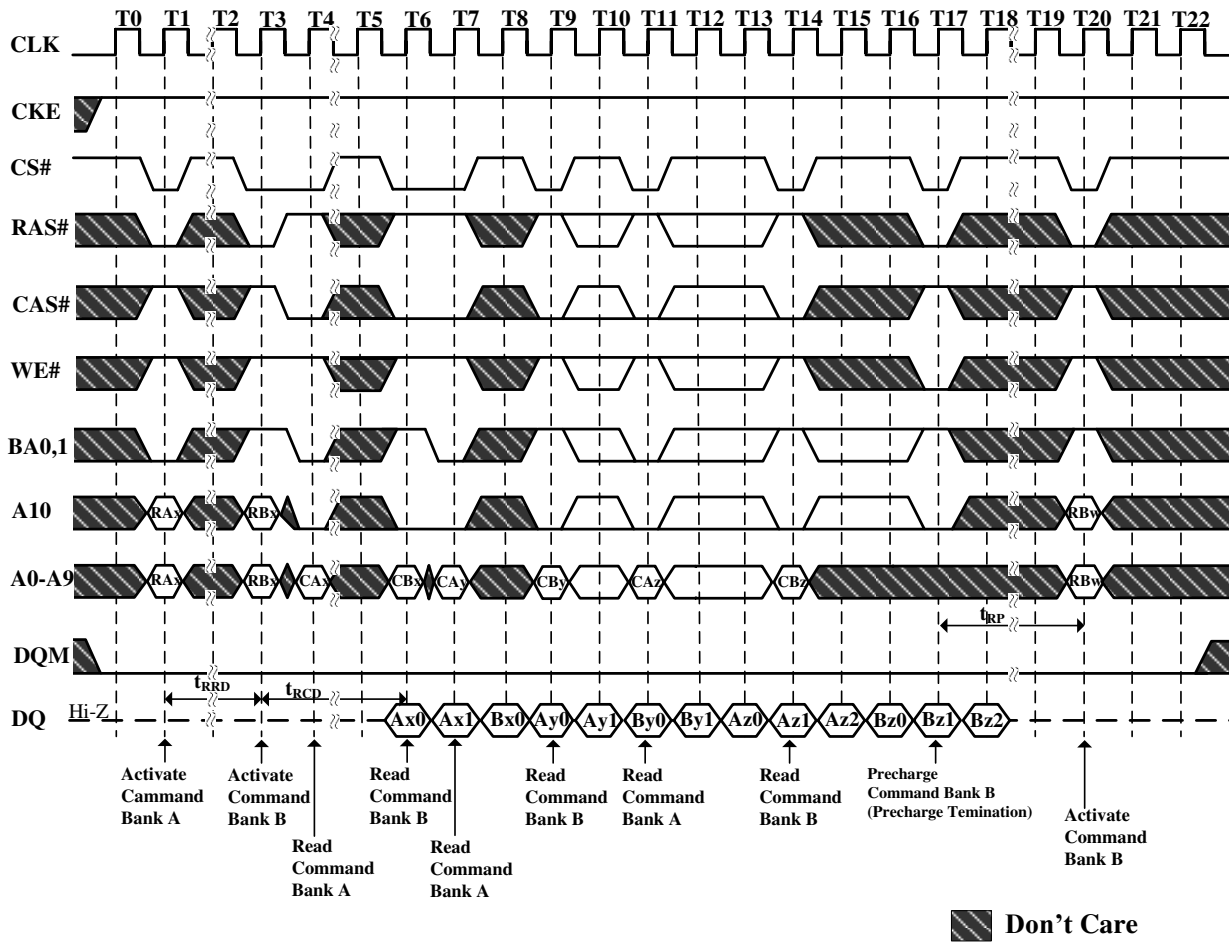 T0 T1 T2 T3 T4 T5 T6 T7 T8 T9 T10 T11 T12 T13 T14 T15 T16 T17 T18 T19 T20 T21 T22
CLK
CKE
CS#
RAS#
CAS#
WE#
BA0,1
A10 RAx RBx RBw
A0-A9 RAx RBx CAx CBx CAy CBy CAz CBz RBw
tRP
DQM
tRRD tRCD
DQ Hi-Z Ax0 Ax1 Bx0 Ay0 Ay1 By0 By1 Az0 Az1 Az2 Bz0 Bz1 Bz2
Activate
Cammand
Bank A
Activate
Command
Bank B
Read
Command
Bank A
Read
Command
Bank B
Read
Command
Bank A
Read
Command
Bank B
Read
Command
Bank A
Read
Command
Bank B
Precharge
Command Bank B
(Precharge Temination)
Activate
Command
Bank B
Don't Care